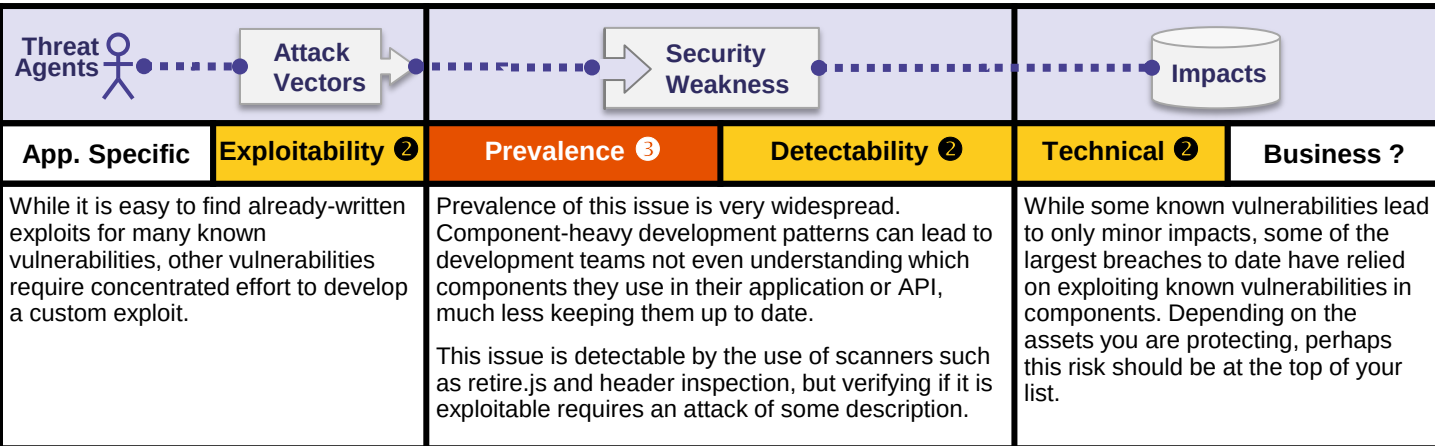 Threat
Agents
Attack
Vectors
Security
Weakness
Impacts
App. Specific
Exploitability ❷
Prevalence ❸
Detectability ❷
Technical ❷
Business ?
While it is easy to find already-written
exploits for many known
vulnerabilities, other vulnerabilities
require concentrated effort to develop
a custom exploit.
Prevalence of this issue is very widespread.
Component-heavy development patterns can lead to
development teams not even understanding which
components they use in their application or API,
much less keeping them up to date.
This issue is detectable by the use of scanners such
as retire.js and header inspection, but verifying if it is
exploitable requires an attack of some description.
While some known vulnerabilities lead
to only minor impacts, some of the
largest breaches to date have relied
on exploiting known vulnerabilities in
components. Depending on the
assets you are protecting, perhaps
this risk should be at the top of your
list.